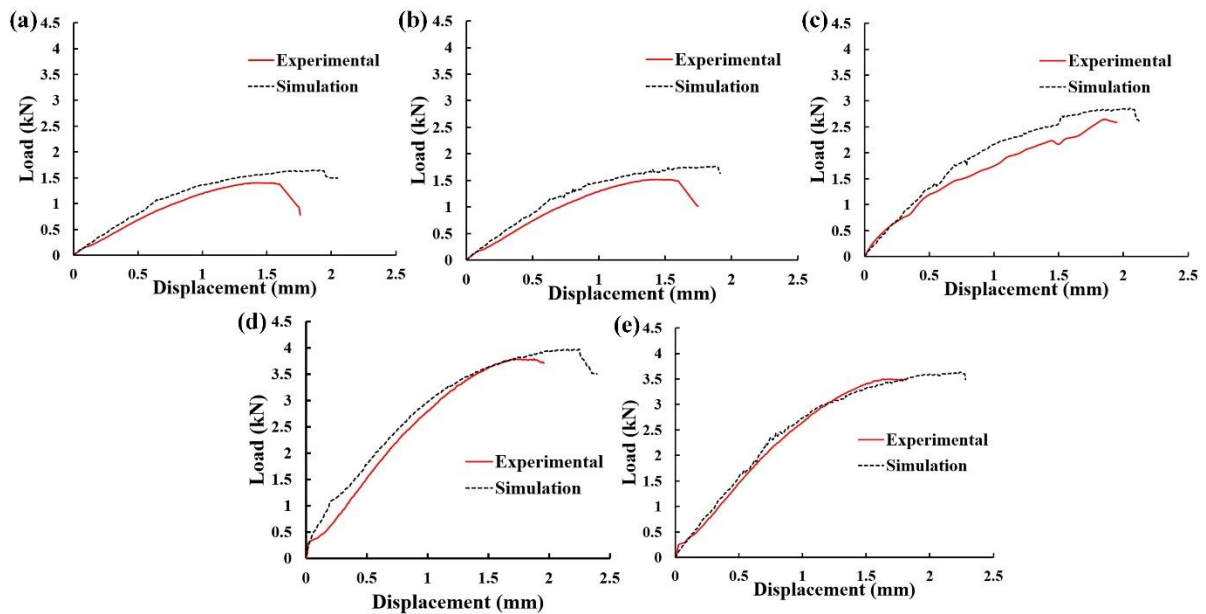 (a)
4.5
4
3.5
3
2.5
2
1.5
1
0.5
0
Load (kN)
Experimental
Simulation
0 0.5 1 1.5 2 2.5
Displacement (mm)
(b)
4.5
4
3.5
3
2.5
2
1.5
1
0.5
0
Load (kN)
Experimental
Simulation
0 0.5 1 1.5 2 2.5
Displacement (mm)
(c)
4.5
4
3.5
3
2.5
2
1.5
1
0.5
0
Load (kN)
Experimental
Simulation
0 0.5 1 1.5 2 2.5
Displacement (mm)
(d)
4.5
4
3.5
3
2.5
2
1.5
1
0.5
0
Load (kN)
Experimental
Simulation
0 0.5 1 1.5 2 2.5
Displacement (mm)
(e)
4.5
4
3.5
3
2.5
2
1.5
1
0.5
0
Load (kN)
Experimental
Simulation
0 0.5 1 1.5 2 2.5
Displacement (mm)